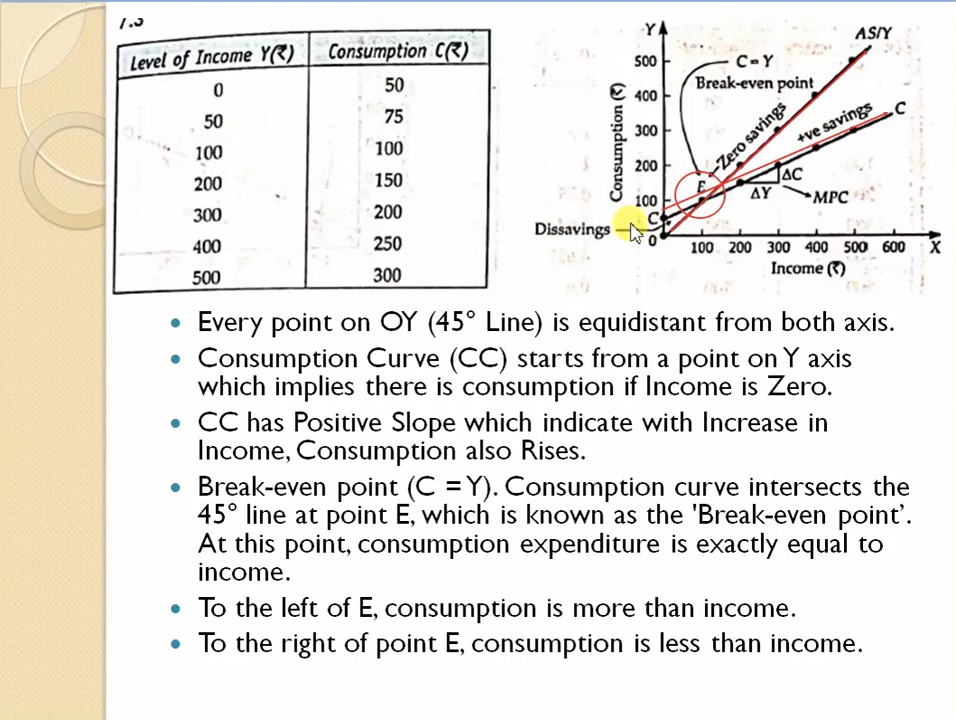 7.3
Level of Income Y(₹) Consumption C(₹)
0 50
50 75
100 100
200 150
300 200
400 250
500 300
Y
AS/Y
500
C = Y
Break-even point
400
Consumption (₹)
300
Zero savings
+ve savings
C
200
E
ΔC
100
ΔY
MPC
C
Dissavings
0
100 200 300 400 500 600 X
Income (₹)
Every point on OY (45° Line) is equidistant from both axis.
Consumption Curve (CC) starts from a point on Y axis
which implies there is consumption if Income is Zero.
CC has Positive Slope which indicate with Increase in
Income, Consumption also Rises.
Break-even point (C = Y). Consumption curve intersects the
45° line at point E, which is known as the 'Break-even point’.
At this point, consumption expenditure is exactly equal to
income.
To the left of E, consumption is more than income.
To the right of point E, consumption is less than income.